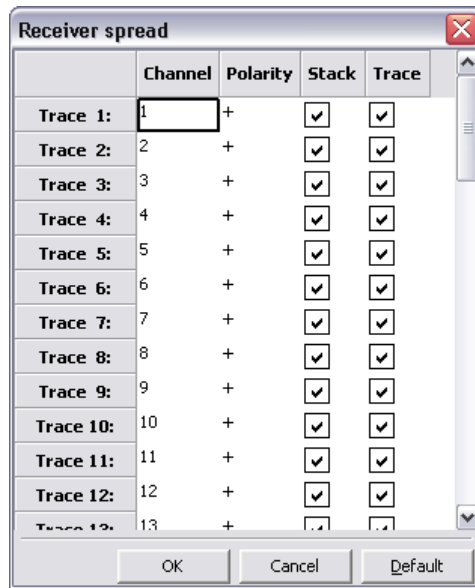 Receiver spread
Channel Polarity Stack Trace
Trace 1: 1 +
Trace 2: 2 +
Trace 3: 3 +
Trace 4: 4 +
Trace 5: 5 +
Trace 6: 6 +
Trace 7: 7 +
Trace 8: 8 +
Trace 9: 9 +
Trace 10: 10 +
Trace 11: 11 +
Trace 12: 12 +
Trace 13: 13 +
OK Cancel Default